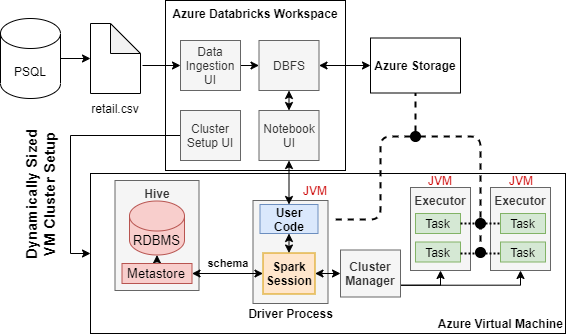 Azure Databricks Workspace
PSQL
retail.csv
Data
Ingestion
UI
DBFS
Azure Storage
Cluster
Setup UI
Notebook
UI
Dynamically Sized
VM Cluster Setup
Hive
RDBMS
Metastore
schema
JVM
User
Code
Spark
Session
Driver Process
Cluster
Manager
JVM
Executor
Task
Task
JVM
Executor
Task
Task
Azure Virtual Machine